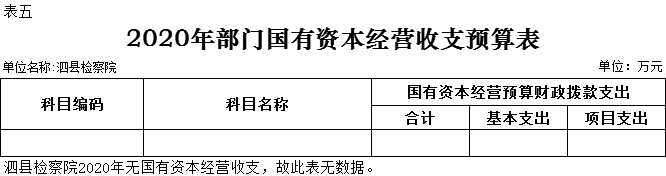 表五
2020年部门国有资本经营收支预算表
单位名称:泗县检察院 单位：万元
科目编码 科目名称 国有资本经营预算财政拨款支出
合计 基本支出 项目支出
泗县检察院2020年无国有资本经营收支，故此表无数据。